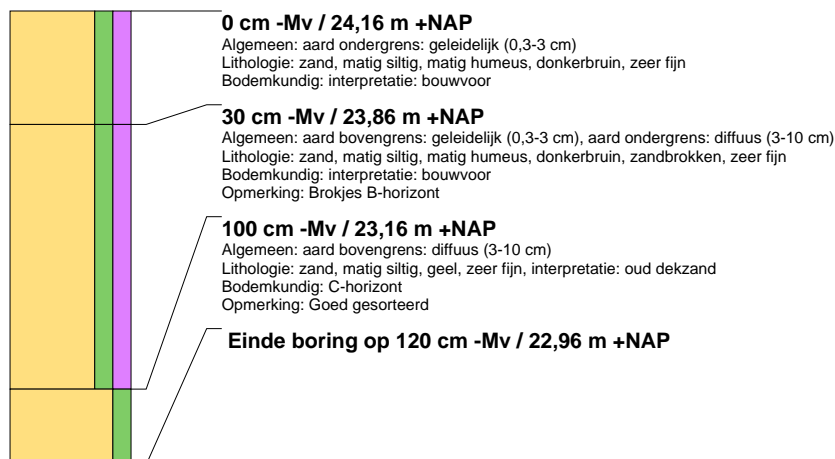 0 cm -Mv / 24,16 m +NAP
Algemeen: aard ondergrens: geleidelijk (0,3-3 cm)
Lithologie: zand, matig siltig, matig humeus, donkerbruin, zeer fijn
Bodemkundig: interpretatie: bouwvoor
30 cm -Mv / 23,86 m +NAP
Algemeen: aard bovengrens: geleidelijk (0,3-3 cm), aard ondergrens: diffuus (3-10 cm)
Lithologie: zand, matig siltig, matig humeus, donkerbruin, zandbrokken, zeer fijn
Bodemkundig: interpretatie: bouwvoor
Opmerking: Brokjes B-horizont
100 cm -Mv / 23,16 m +NAP
Algemeen: aard bovengrens: diffuus (3-10 cm)
Lithologie: zand, matig siltig, geel, zeer fijn, interpretatie: oud dekzand
Bodemkundig: C-horizont
Opmerking: Goed gesorteerd
Einde boring op 120 cm -Mv / 22,96 m +NAP